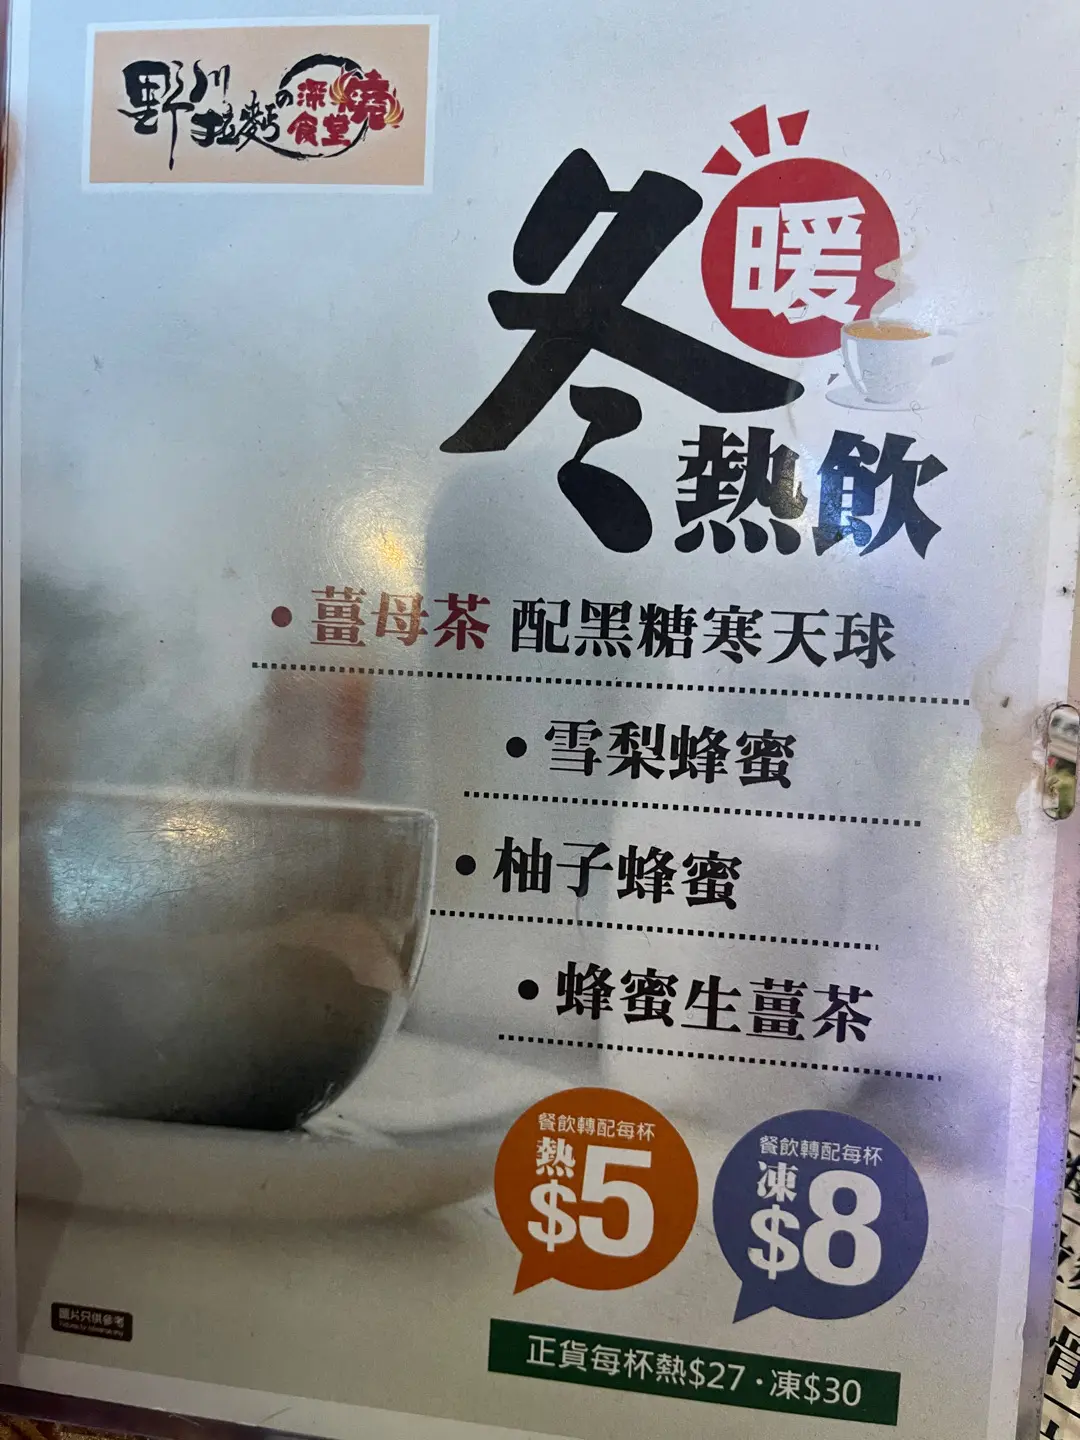 野川拉麵の深燒食堂
冬
暖
熱飲
•薑母茶 配黑糖寒天球
•雪梨蜂蜜
•柚子蜂蜜
•蜂蜜生薑茶
餐飲轉配每杯
熱
$5
餐飲轉配每杯
凍
$8
圖片只供參考
正貨每杯熱$27·凍$30